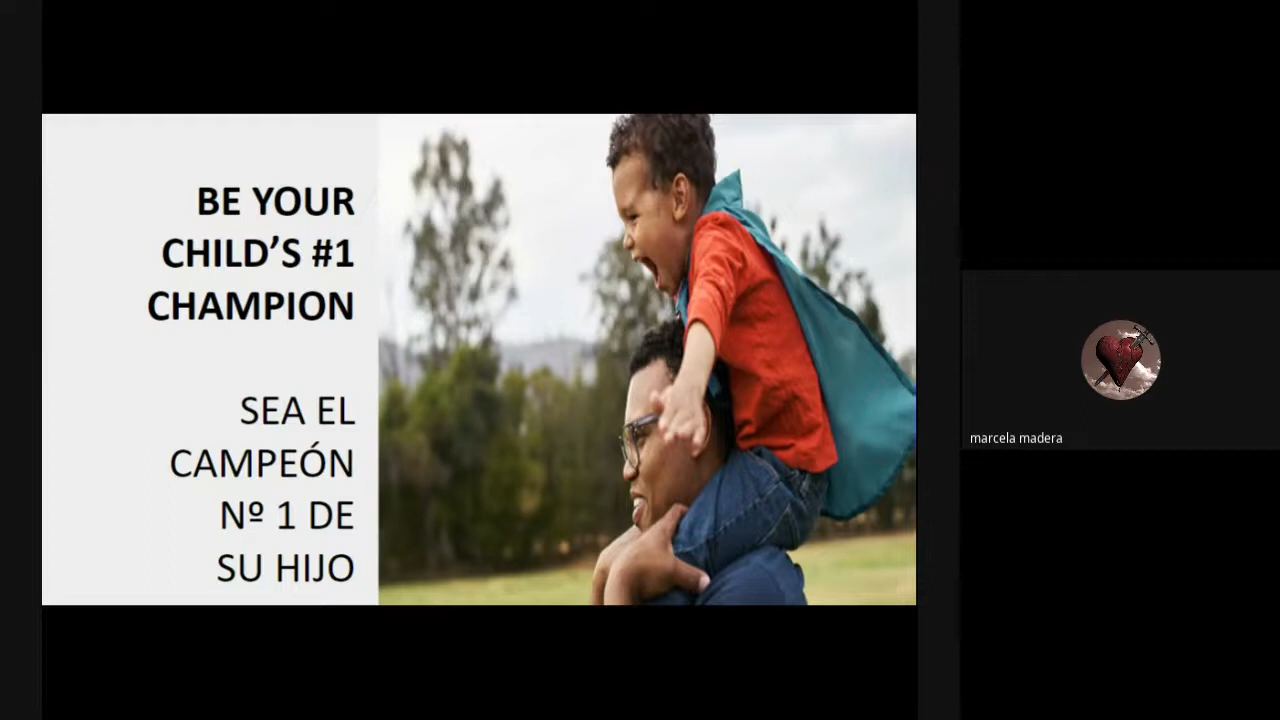 BE YOUR
CHILD’S #1
CHAMPION
SEA EL
CAMPEÓN
Nº 1 DE
SU HIJO
marcela madera